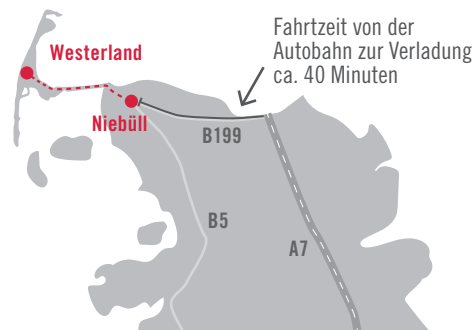 Fahrtzeit von der
Autobahn zur Verladung
ca. 40 Minuten
Westerland
Niebüll
B199
B5
A7